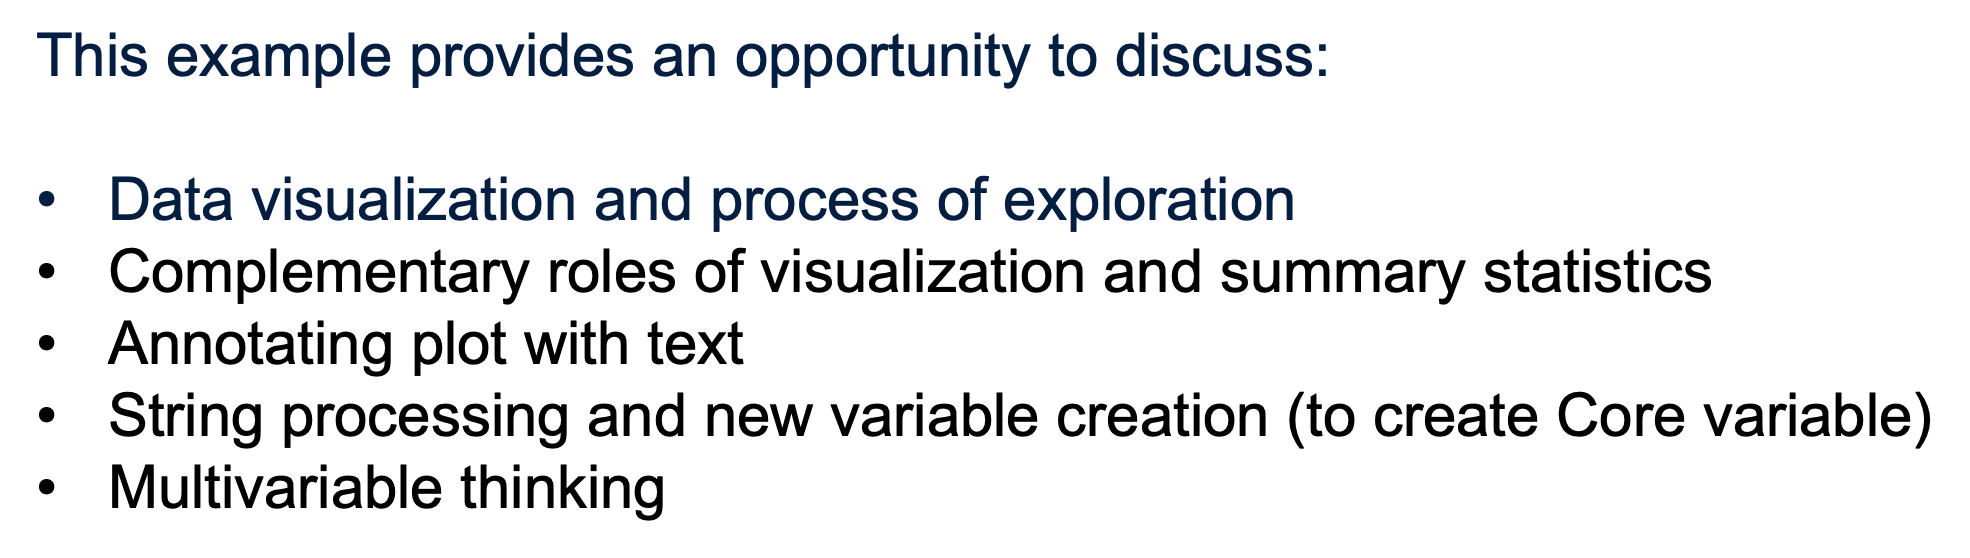 This example provides an opportunity to discuss:
• Data visualization and process of exploration
• Complementary roles of visualization and summary statistics
• Annotating plot with text
• String processing and new variable creation (to create Core variable)
• Multivariable thinking